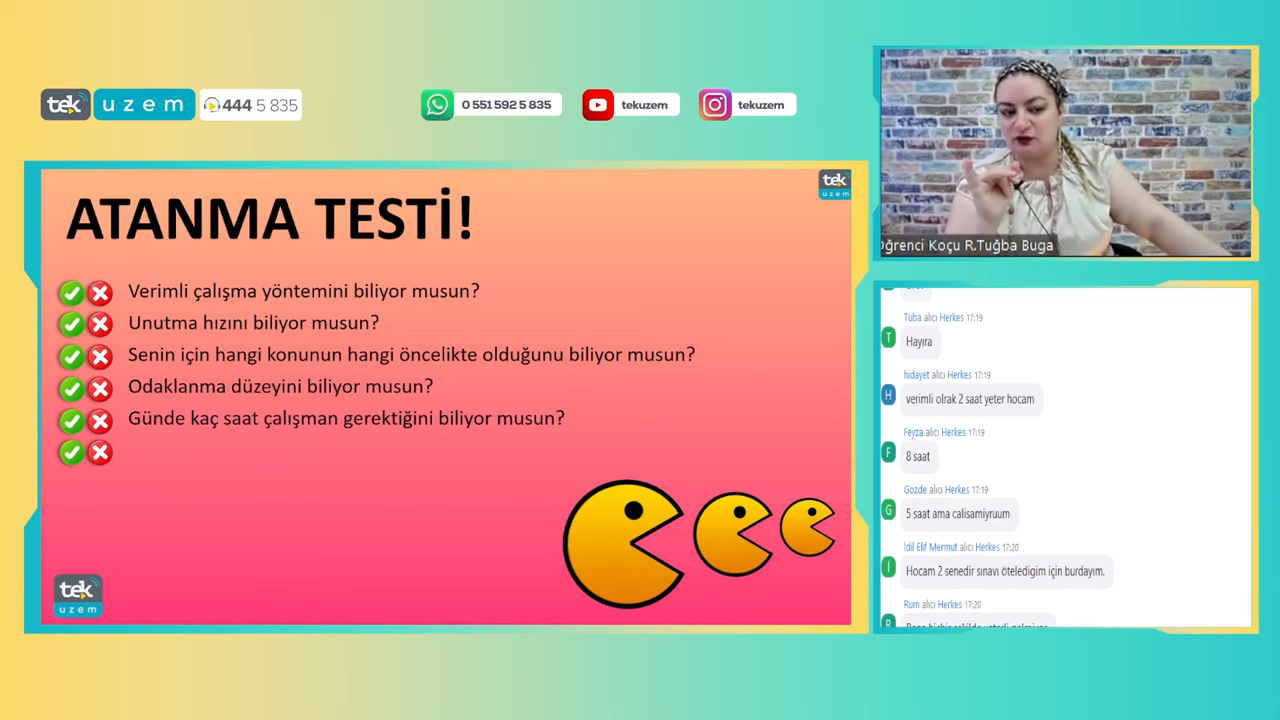 tek uzem 444 5 835
0 551 592 5 835
tekuzem
tekuzem
tek
uzem
ATANMA TESTİ!
Verimli çalışma yöntemini biliyor musun?
Unutma hızını biliyor musun?
Senin için hangi konunun hangi öncelikte olduğunu biliyor musun?
Odaklanma düzeyini biliyor musun?
Günde kaç saat çalışman gerektiğini biliyor musun?
tek
uzem
Öğrenci Koçu R.Tuğba Buga
Tuba alıcı Herkes 17:19
T
Hayıra
hidayet alıcı Herkes 17:19
H
verimli olrak 2 saat yeter hocam
Feyza alıcı Herkes 17:19
F
8 saat
Gozde alıcı Herkes 17:19
G
5 saat ama calisamiyruum
İdil Elif Mermut alıcı Herkes 17:20
I
Hocam 2 senedir sınavı öteledigim için burdayım.
Rum alıcı Herkes 17:20
R